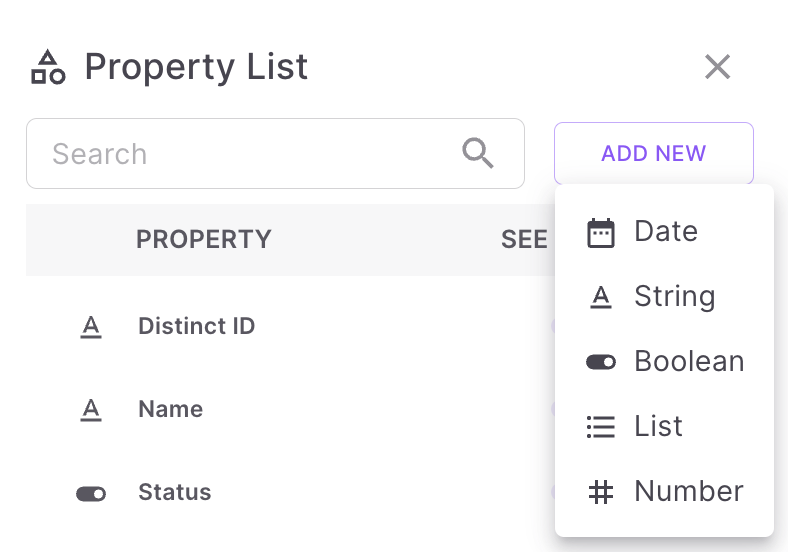 Property List
Search
ADD NEW
PROPERTY
SEE
Date
String
Boolean
List
Number
Distinct ID
Name
Status